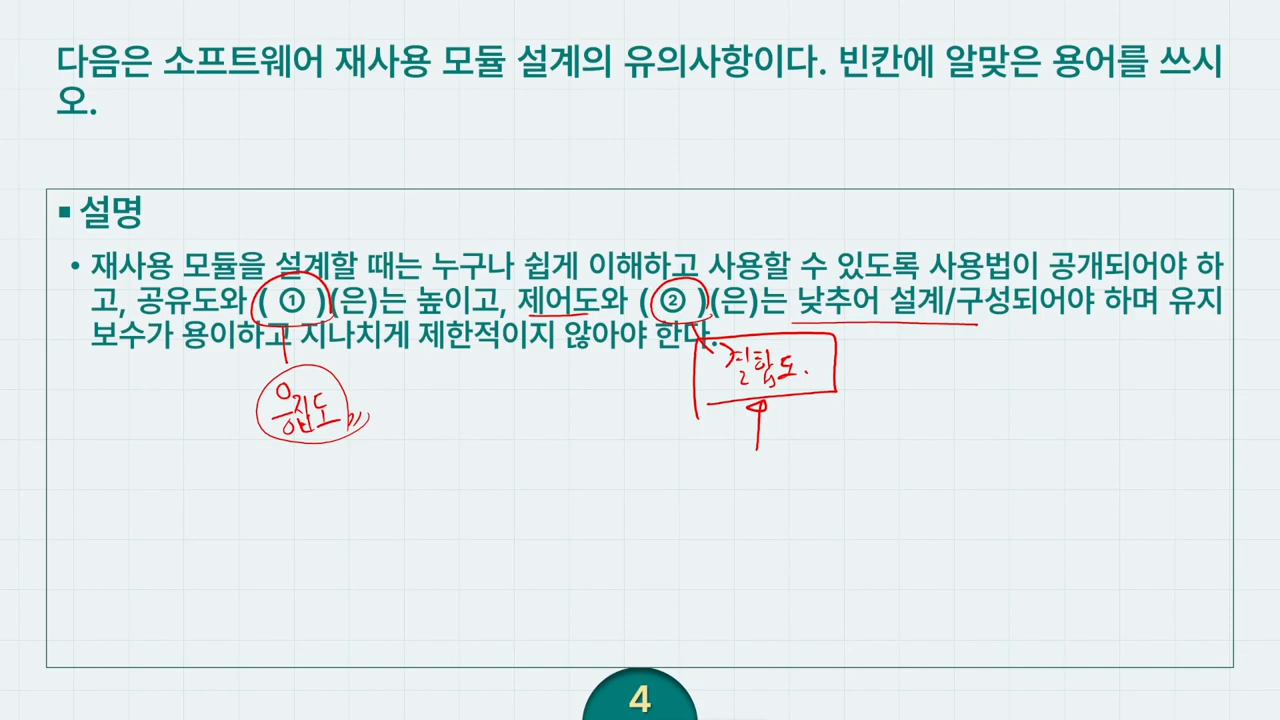 다음은 소프트웨어 재사용 모듈 설계의 유의사항이다. 빈칸에 알맞은 용어를 쓰시
오.
▪ 설명
• 재사용 모듈을 설계할 때는 누구나 쉽게 이해하고 사용할 수 있도록 사용법이 공개되어야 하
고, 공유도와 ( ① )(은)는 높이고, 제어도와 ( ② )(은)는 낮추어 설계/구성되어야 하며 유지
보수가 용이하고 지나치게 제한적이지 않아야 한다.
결합도.
응집도
4